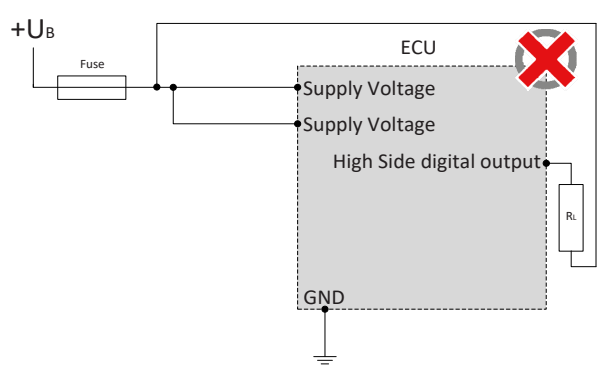 +UB
Fuse
ECU
Supply Voltage
Supply Voltage
High Side digital output
RL
GND